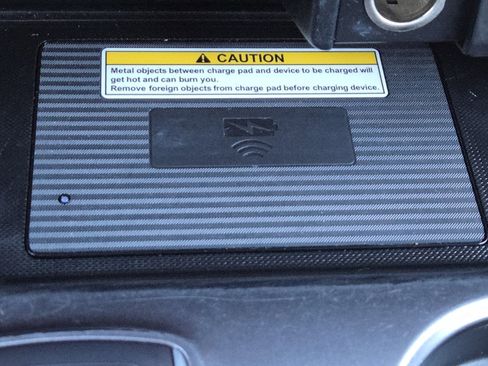 CAUTION
Metal objects between charge pad and device to be charged will
get hot and can burn you.
Remove foreign objects from charge pad before charging device.